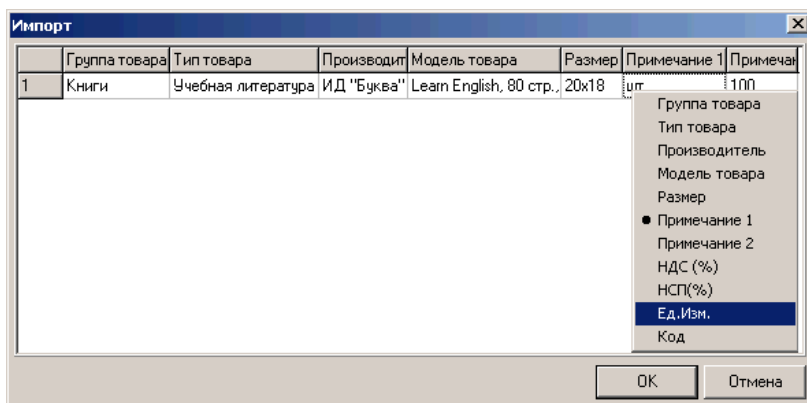 Импорт
Группа товара Тип товара Производит Модель товара Размер Примечание 1 Примечан
1 Книги Учебная литература ИД "Буква" Learn English, 80 стр., 20x18 шт 100
Группа товара
Тип товара
Производитель
Модель товара
Размер
Примечание 1
Примечание 2
НДС (%)
НСП(%)
Ед.Изм.
Код
OK Отмена